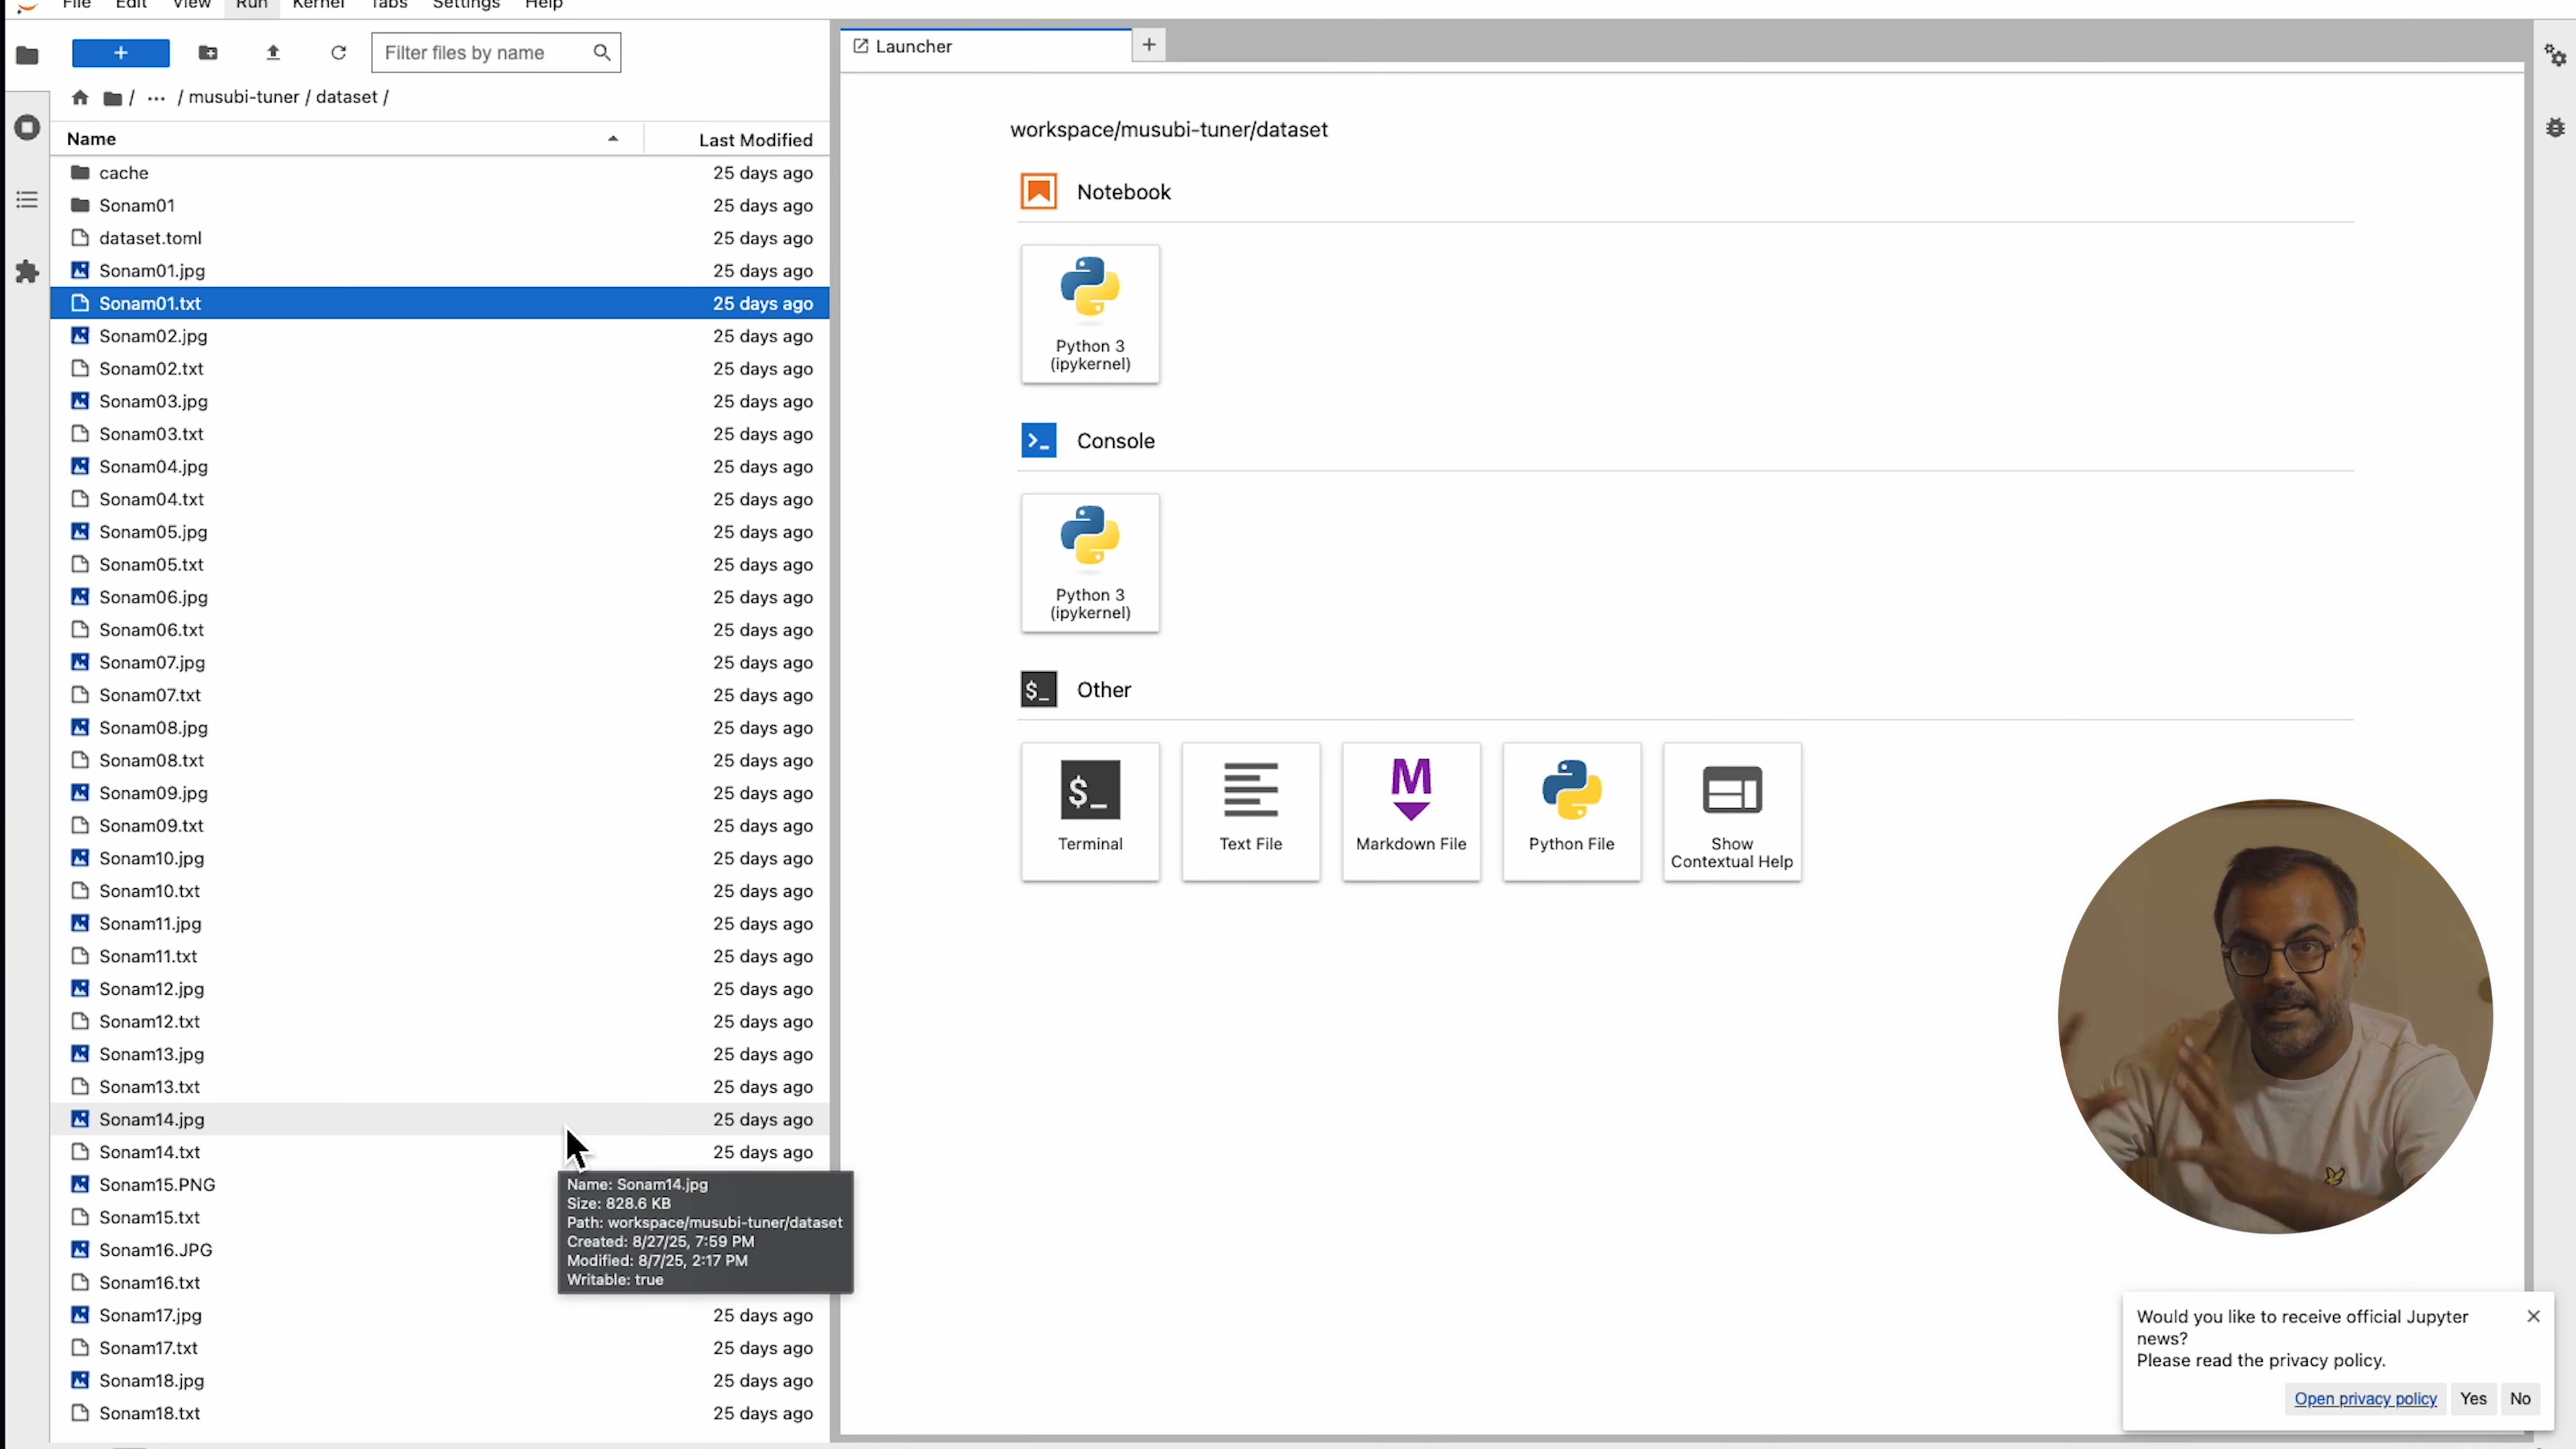 File Edit View Run Kernel Tabs Settings Help
+
Filter files by name
/ ... / musubi-tuner / dataset /
Name Last Modified
cache 25 days ago
Sonam01 25 days ago
dataset.toml 25 days ago
Sonam01.jpg 25 days ago
Sonam01.txt 25 days ago
Sonam02.jpg 25 days ago
Sonam02.txt 25 days ago
Sonam03.jpg 25 days ago
Sonam03.txt 25 days ago
Sonam04.jpg 25 days ago
Sonam04.txt 25 days ago
Sonam05.jpg 25 days ago
Sonam05.txt 25 days ago
Sonam06.jpg 25 days ago
Sonam06.txt 25 days ago
Sonam07.jpg 25 days ago
Sonam07.txt 25 days ago
Sonam08.jpg 25 days ago
Sonam08.txt 25 days ago
Sonam09.jpg 25 days ago
Sonam09.txt 25 days ago
Sonam10.jpg 25 days ago
Sonam10.txt 25 days ago
Sonam11.jpg 25 days ago
Sonam11.txt 25 days ago
Sonam12.jpg 25 days ago
Sonam12.txt 25 days ago
Sonam13.jpg 25 days ago
Sonam13.txt 25 days ago
Sonam14.jpg 25 days ago
Sonam14.txt 25 days ago
Sonam15.PNG
Sonam15.txt
Sonam16.JPG
Sonam16.txt
Sonam17.jpg 25 days ago
Sonam17.txt 25 days ago
Sonam18.jpg 25 days ago
Sonam18.txt 25 days ago
Name: Sonam14.jpg
Size: 828.6 KB
Path: workspace/musubi-tuner/dataset
Created: 8/27/25, 7:59 PM
Modified: 8/7/25, 2:17 PM
Writable: true
Launcher +
workspace/musubi-tuner/dataset
Notebook
Python 3
(ipykernel)
>_ Console
Python 3
(ipykernel)
$_ Other
$_
Terminal
Text File
M
Markdown File
Python File
Show
Contextual Help
Would you like to receive official Jupyter
news?
Please read the privacy policy.
Open privacy policy Yes No